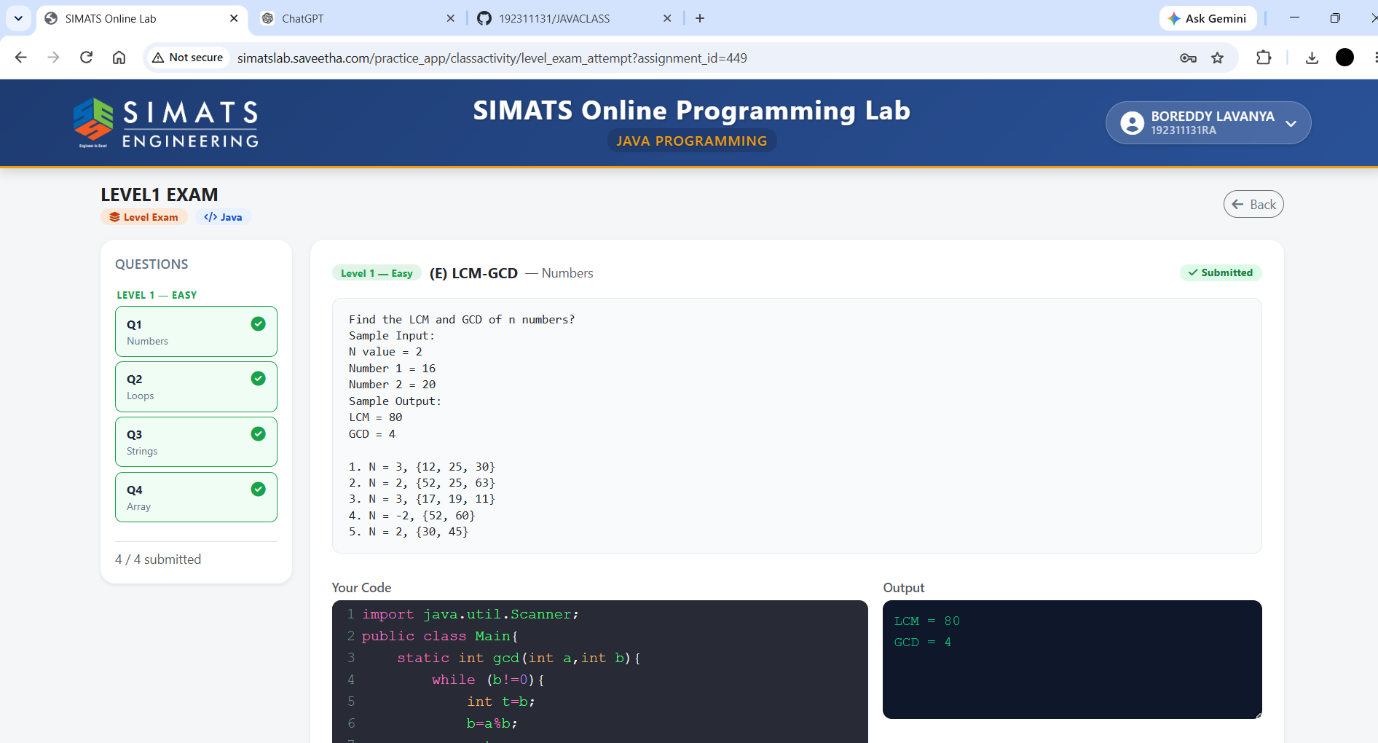 SIMATS Online Lab
ChatGPT
192311131/JAVACLASS
Ask Gemini
Not secure
simatslab.saveetha.com/practice_app/classactivity/level_exam_attempt?assignment_id=449
SIMATS
ENGINEERING
Engineer to Excel
SIMATS Online Programming Lab
JAVA PROGRAMMING
BOREDDY LAVANYA
192311131RA
LEVEL1 EXAM
Level Exam
</> Java
Back
QUESTIONS
LEVEL 1 — EASY
Q1
Numbers
Q2
Loops
Q3
Strings
Q4
Array
4 / 4 submitted
Level 1 — Easy (E) LCM-GCD — Numbers
Submitted
Find the LCM and GCD of n numbers?
Sample Input:
N value = 2
Number 1 = 16
Number 2 = 20
Sample Output:
LCM = 80
GCD = 4
1. N = 3, {12, 25, 30}
2. N = 2, {52, 25, 63}
3. N = 3, {17, 19, 11}
4. N = -2, {52, 60}
5. N = 2, {30, 45}
Your Code
1 import java.util.Scanner;
2 public class Main{
3 static int gcd(int a,int b){
4 while (b!=0){
5 int t=b;
6 b=a%b;
Output
LCM = 80
GCD = 4